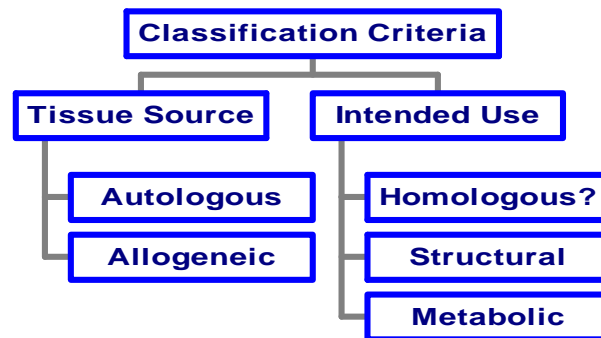 Classification Criteria
Tissue Source
Intended Use
Autologous
Homologous?
Allogeneic
Structural
Metabolic